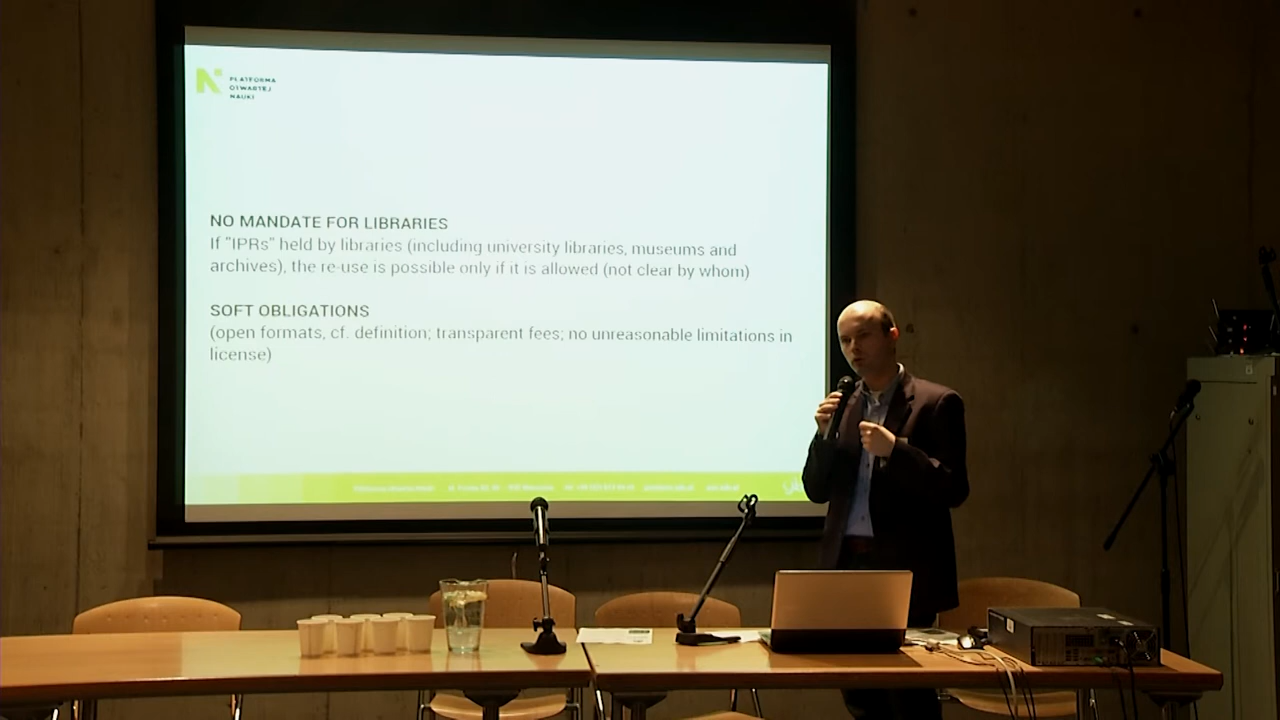 PLATFORMA
OTWARTEJ
NAUKI
NO MANDATE FOR LIBRARIES
If "IPRs" held by libraries (including university libraries, museums and
archives), the re-use is possible only if it is allowed (not clear by whom)
SOFT OBLIGATIONS
(open formats, cf. definition; transparent fees; no unreasonable limitations in
license)